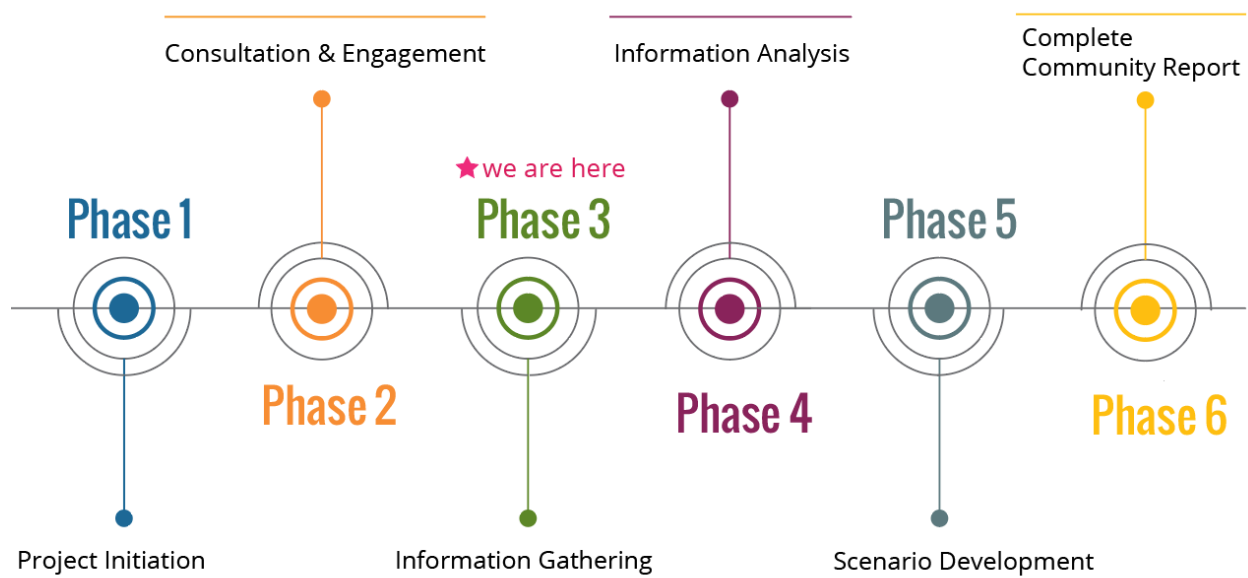 Consultation & Engagement
Information Analysis
Complete
Community Report
★ we are here
Phase 1
Phase 3
Phase 5
Phase 2
Phase 4
Phase 6
Project Initiation
Information Gathering
Scenario Development